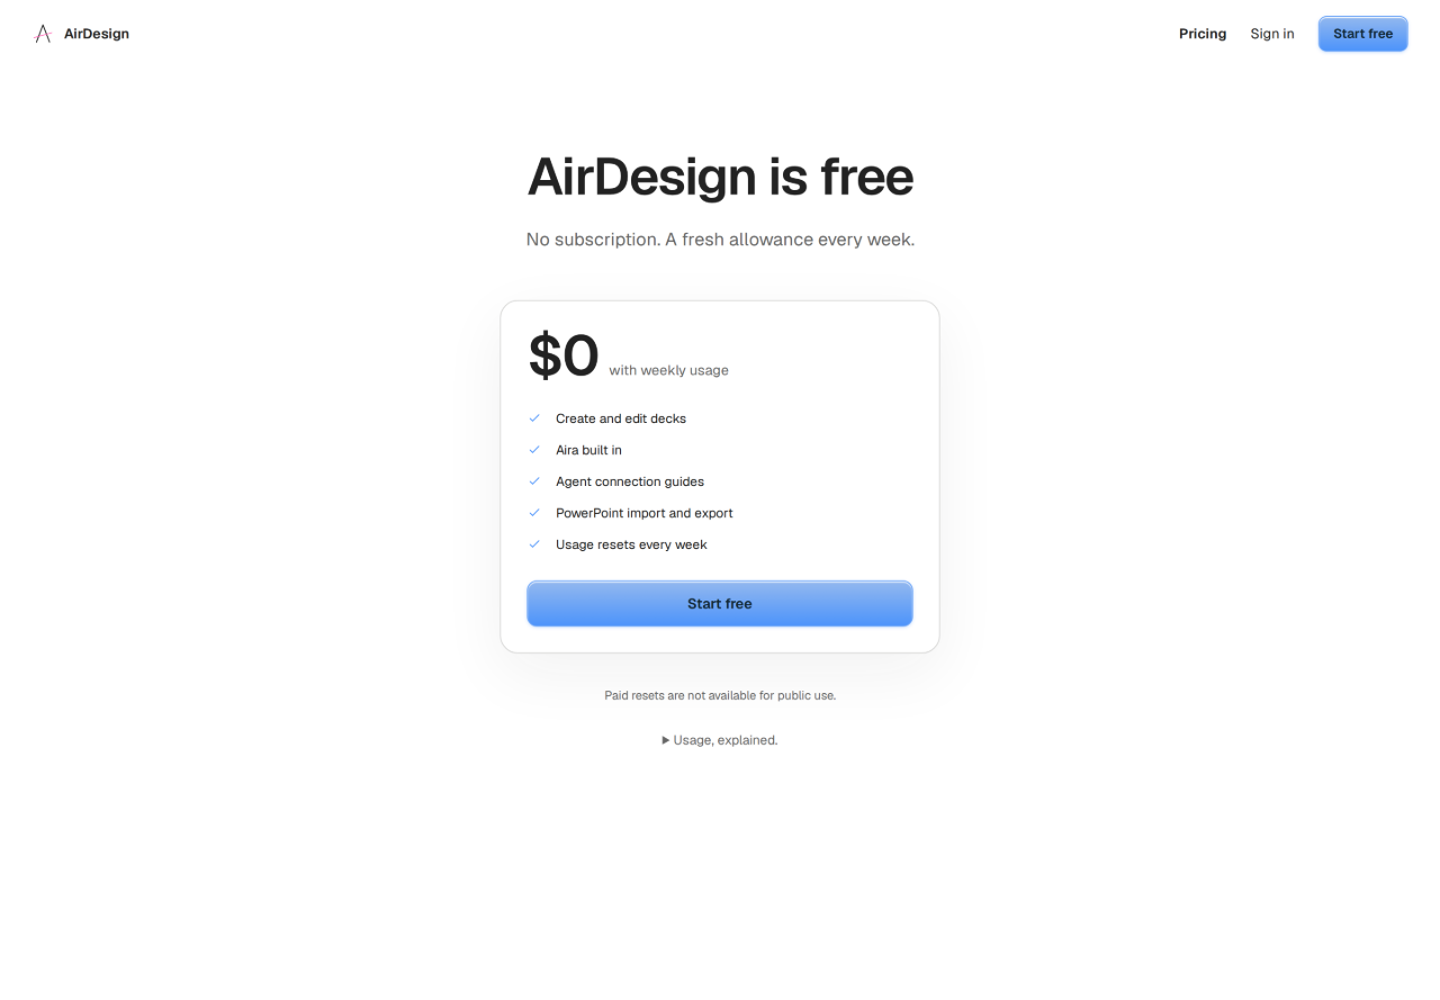 AirDesign
Pricing
Sign in
Start free
AirDesign is free
No subscription. A fresh allowance every week.
$0 with weekly usage
Create and edit decks
Aira built in
Agent connection guides
PowerPoint import and export
Usage resets every week
Start free
Paid resets are not available for public use.
Usage, explained.